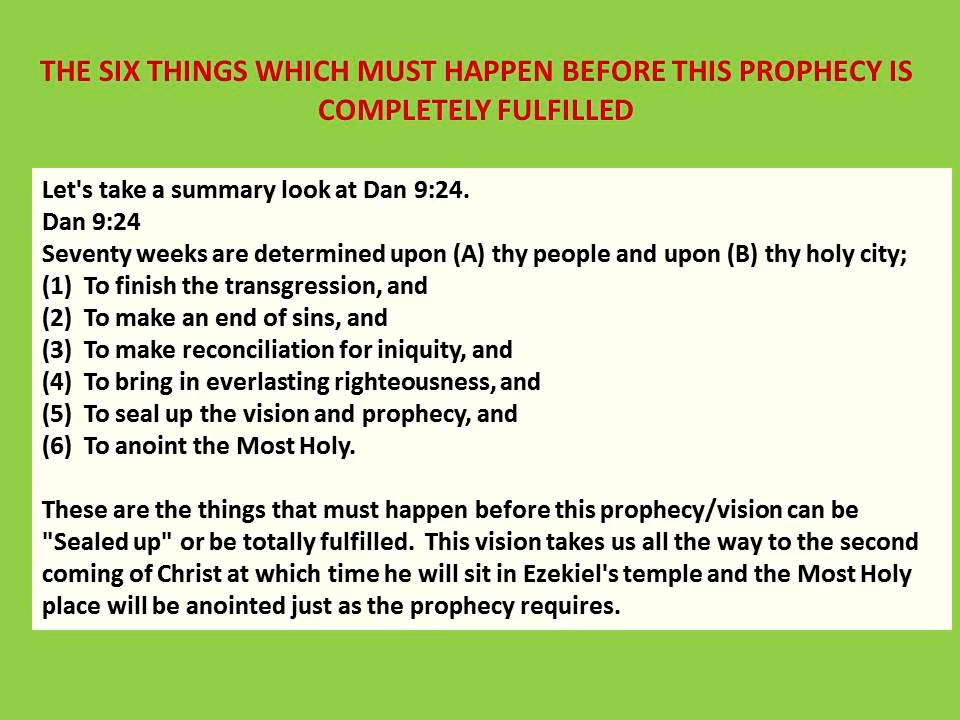 THE SIX THINGS WHICH MUST HAPPEN BEFORE THIS PROPHECY IS
COMPLETELY FULFILLED
Let's take a summary look at Dan 9:24.
Dan 9:24
Seventy weeks are determined upon (A) thy people and upon (B) thy holy city;
(1) To finish the transgression, and
(2) To make an end of sins, and
(3) To make reconciliation for iniquity, and
(4) To bring in everlasting righteousness, and
(5) To seal up the vision and prophecy, and
(6) To anoint the Most Holy.
These are the things that must happen before this prophecy/vision can be
"Sealed up" or be totally fulfilled. This vision takes us all the way to the second
coming of Christ at which time he will sit in Ezekiel's temple and the Most Holy
place will be anointed just as the prophecy requires.